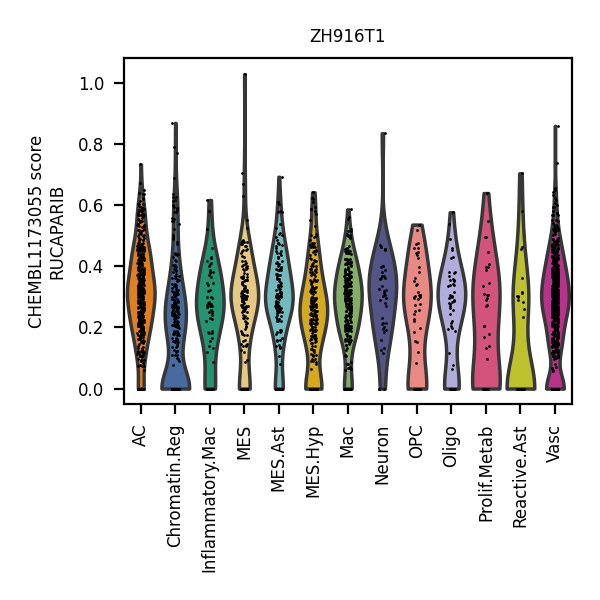 ZH916T1
CHEMBL1173055 score
RUCAPARIB
1.0
0.8
0.6
0.4
0.2
0.0
AC
Chromatin.Reg
Inflammatory.Mac
MES
MES.Ast
MES.Hyp
Mac
Neuron
OPC
Oligo
Prolif.Metab
Reactive.Ast
Vasc